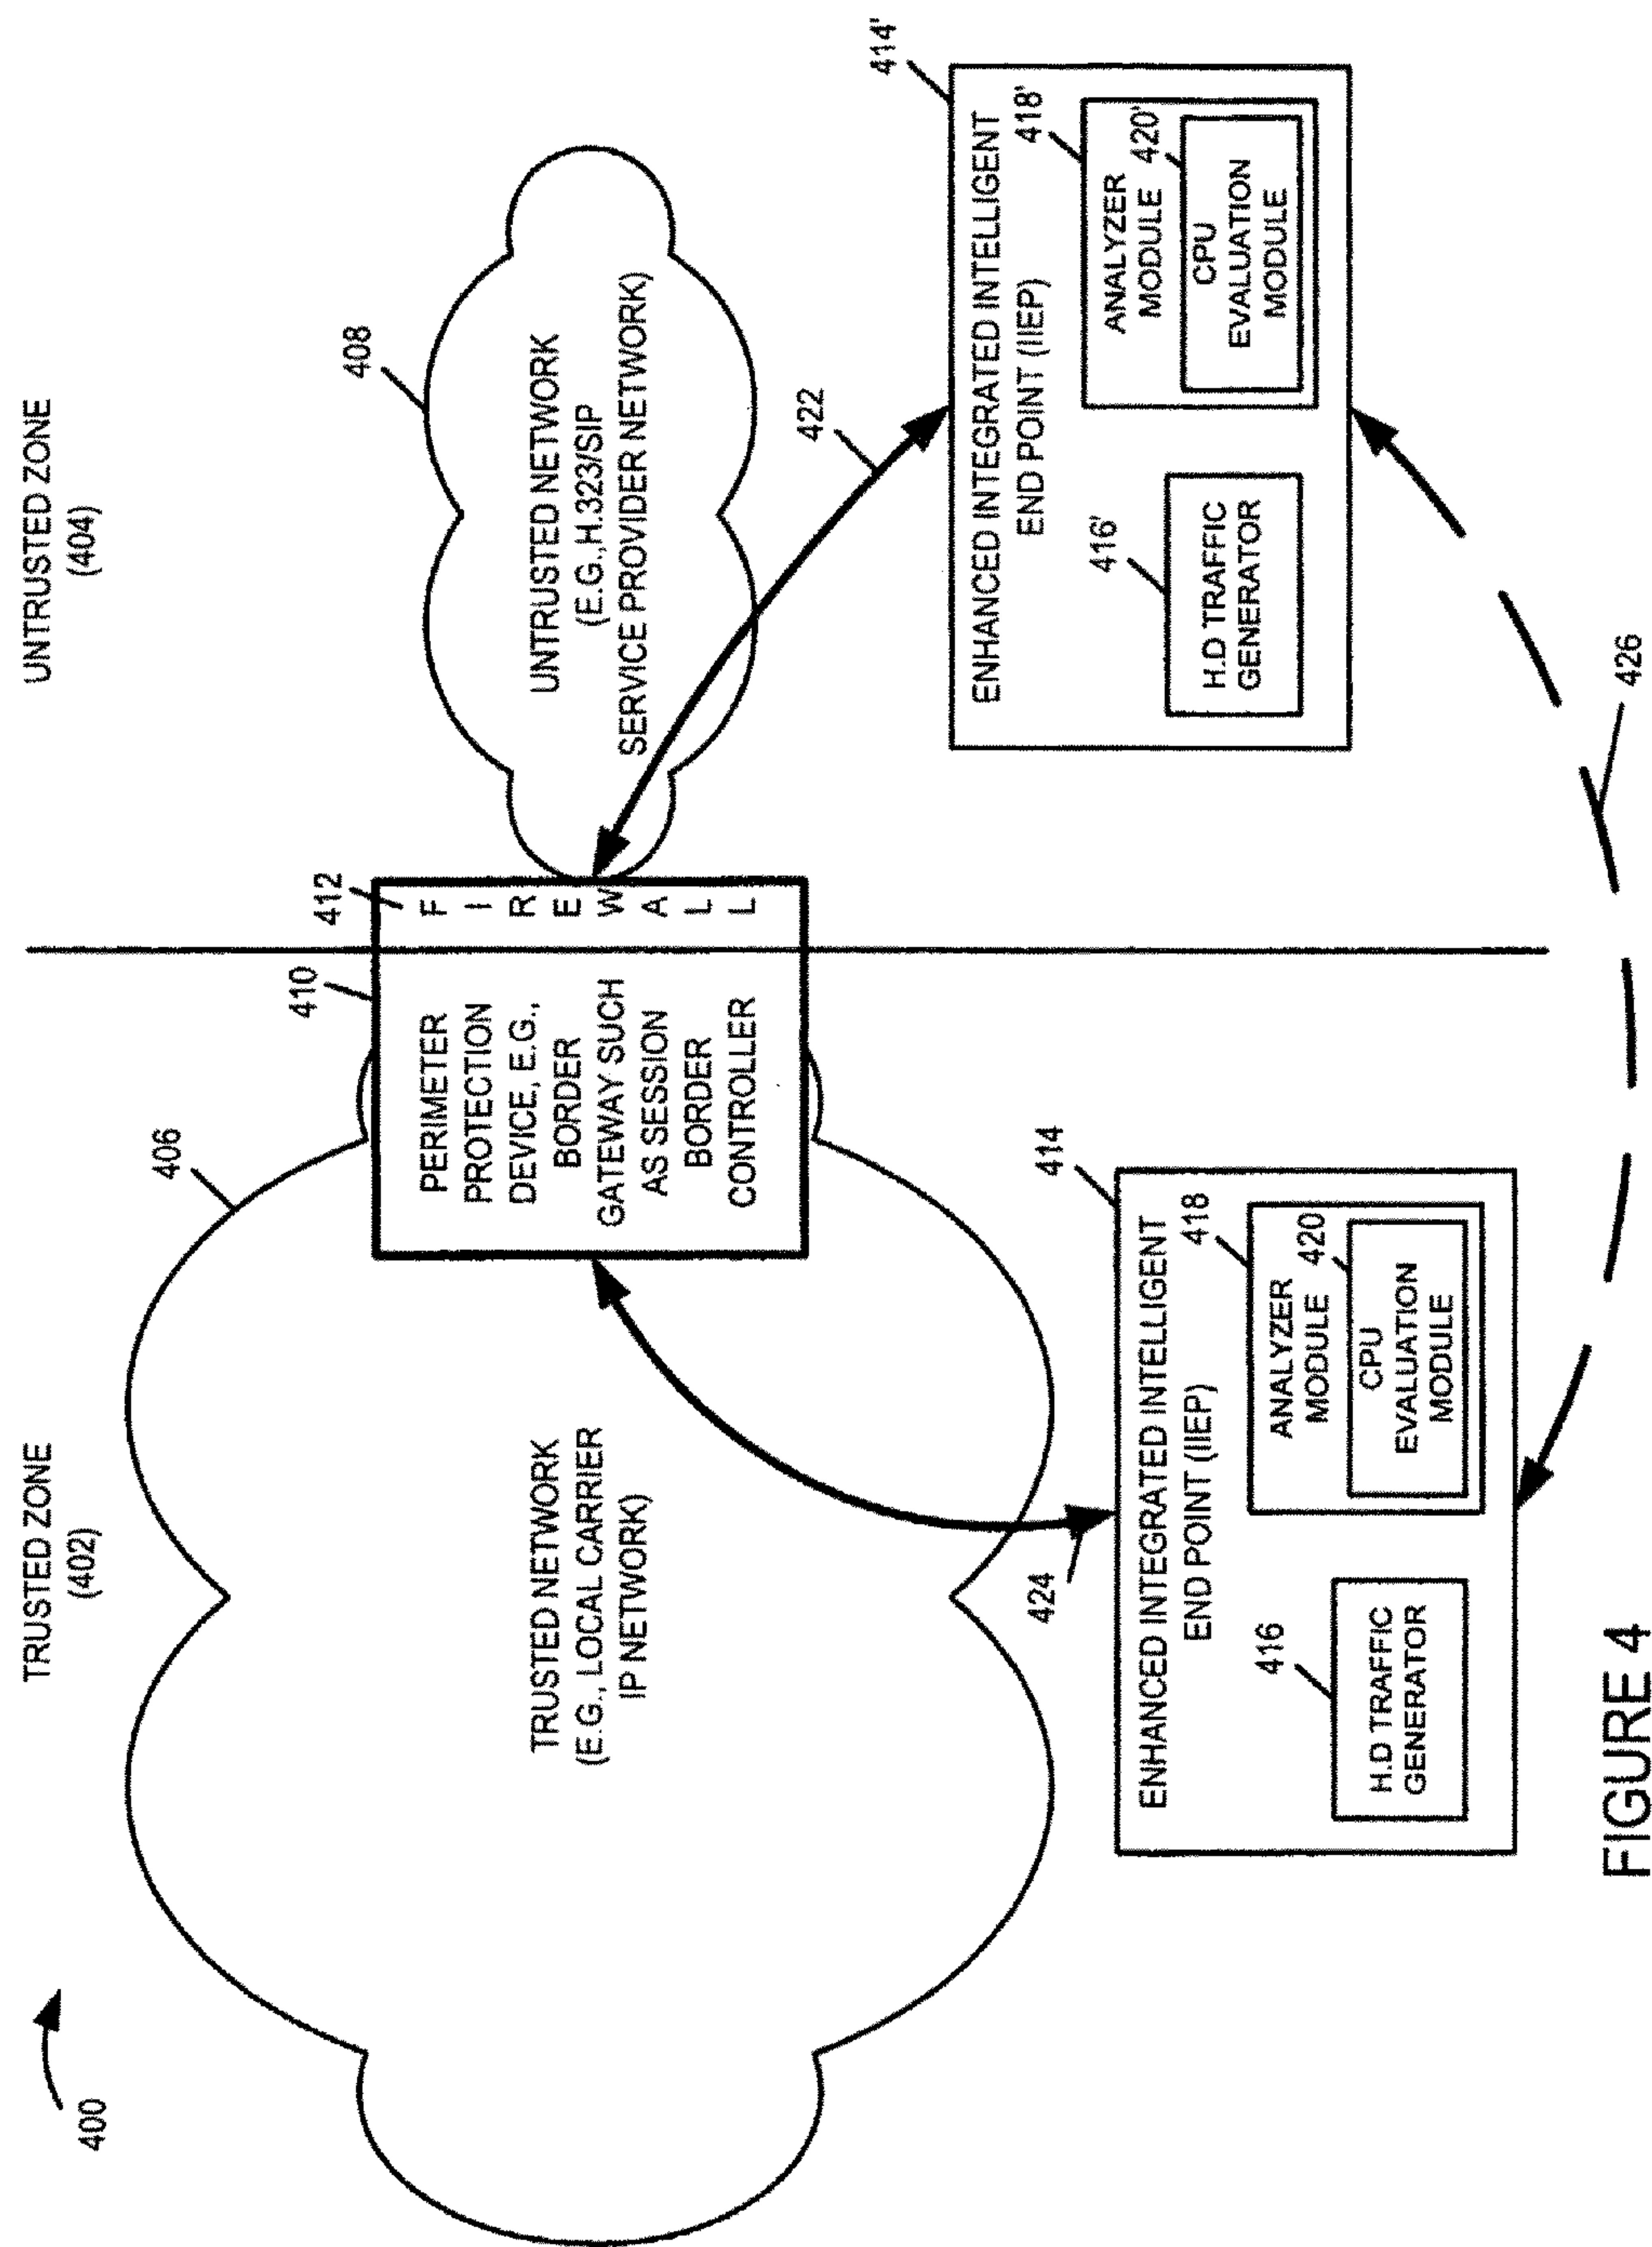 400
TRUSTED ZONE
(402)
UNTRUSTED ZONE
(404)
406
TRUSTED NETWORK
(E.G., LOCAL CARRIER
IP NETWORK)
410
PERIMETER
PROTECTION
DEVICE, E.G.,
BORDER
GATEWAY SUCH
AS SESSION
BORDER
CONTROLLER
412
F
I
R
E
W
A
L
L
408
UNTRUSTED NETWORK
(E.G.,H.323/SIP
SERVICE PROVIDER NETWORK)
422
424
414
ENHANCED INTEGRATED INTELLIGENT
END POINT (IIEP)
416
H.D TRAFFIC
GENERATOR
418
ANALYZER
MODULE
420
CPU
EVALUATION
MODULE
414'
ENHANCED INTEGRATED INTELLIGENT
END POINT (IIEP)
416'
H.D TRAFFIC
GENERATOR
418'
ANALYZER
MODULE
420'
CPU
EVALUATION
MODULE
426
FIGURE 4